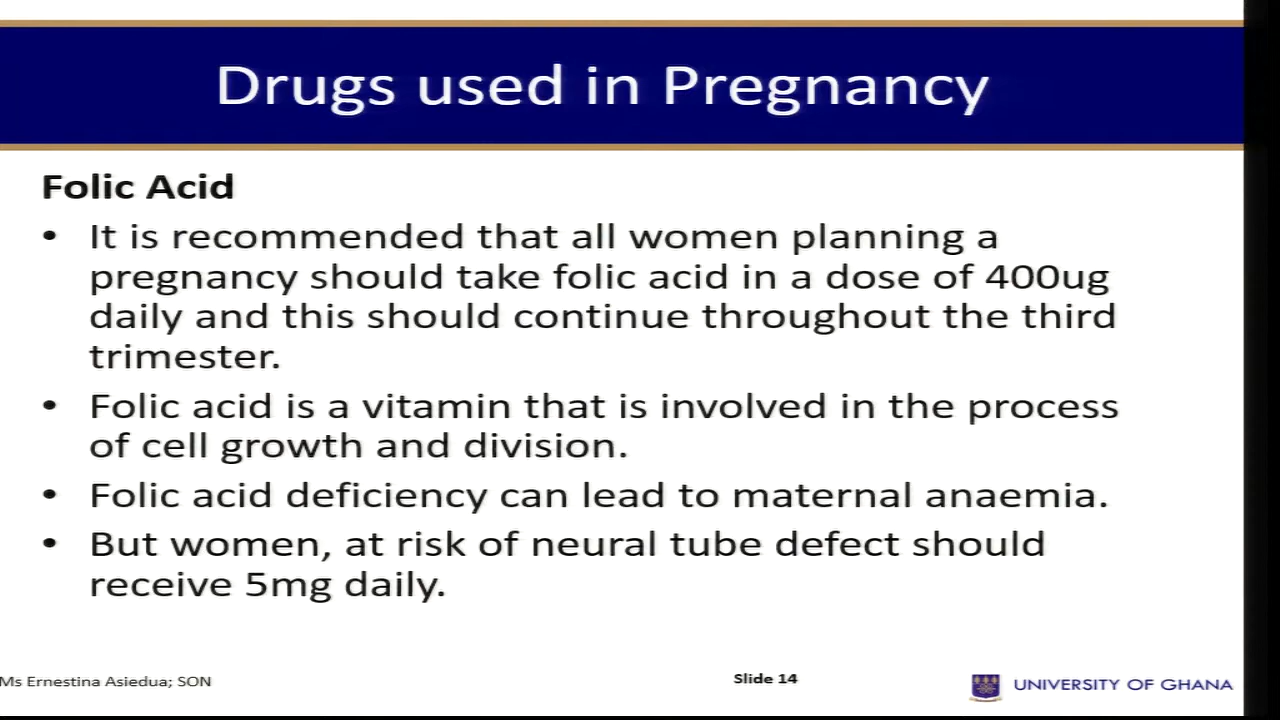 Drugs used in Pregnancy
Folic Acid
• It is recommended that all women planning a
pregnancy should take folic acid in a dose of 400ug
daily and this should continue throughout the third
trimester.
• Folic acid is a vitamin that is involved in the process
of cell growth and division.
• Folic acid deficiency can lead to maternal anaemia.
• But women, at risk of neural tube defect should
receive 5mg daily.
Ms Ernestina Asiedua; SON
Slide 14
UNIVERSITY OF GHANA